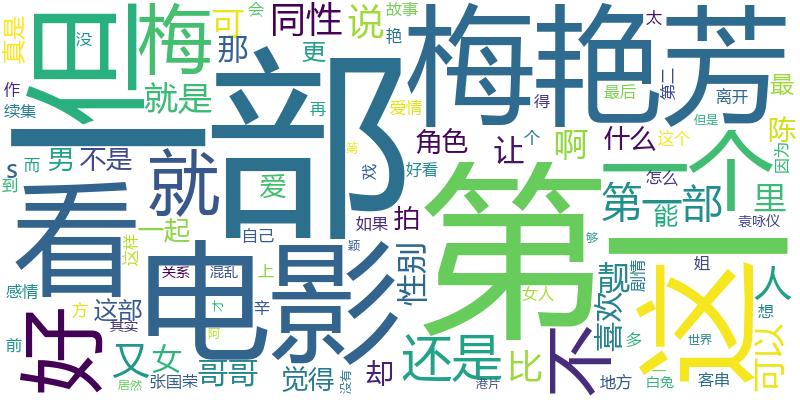 真是
没
但
梅
可
那
会
同性
说
故事
艳
更
梅艳芳
太
第二
最
离开
最后
得
作
续集
就是
再
爱情
陈
但是
s
而
男
不是
部
笔
戏
角色
好看
让
个
啊
什么
这个
因为
到
就
爱
一个
怎么
里
第一部
能
袁咏仪
看
一起
自己
如果
拍
第
够
这样
颖
性别
姐
感情
这部
关系
混乱
上
电影
女人
靓
喜欢
剧情
这
人
想
方
其实
才
辛
多
世界
前
好
又
女
阿
哥哥
觉得
没有
却
还是
比
不
一
地方
白兔
客串
可以
居然
张国荣
港片